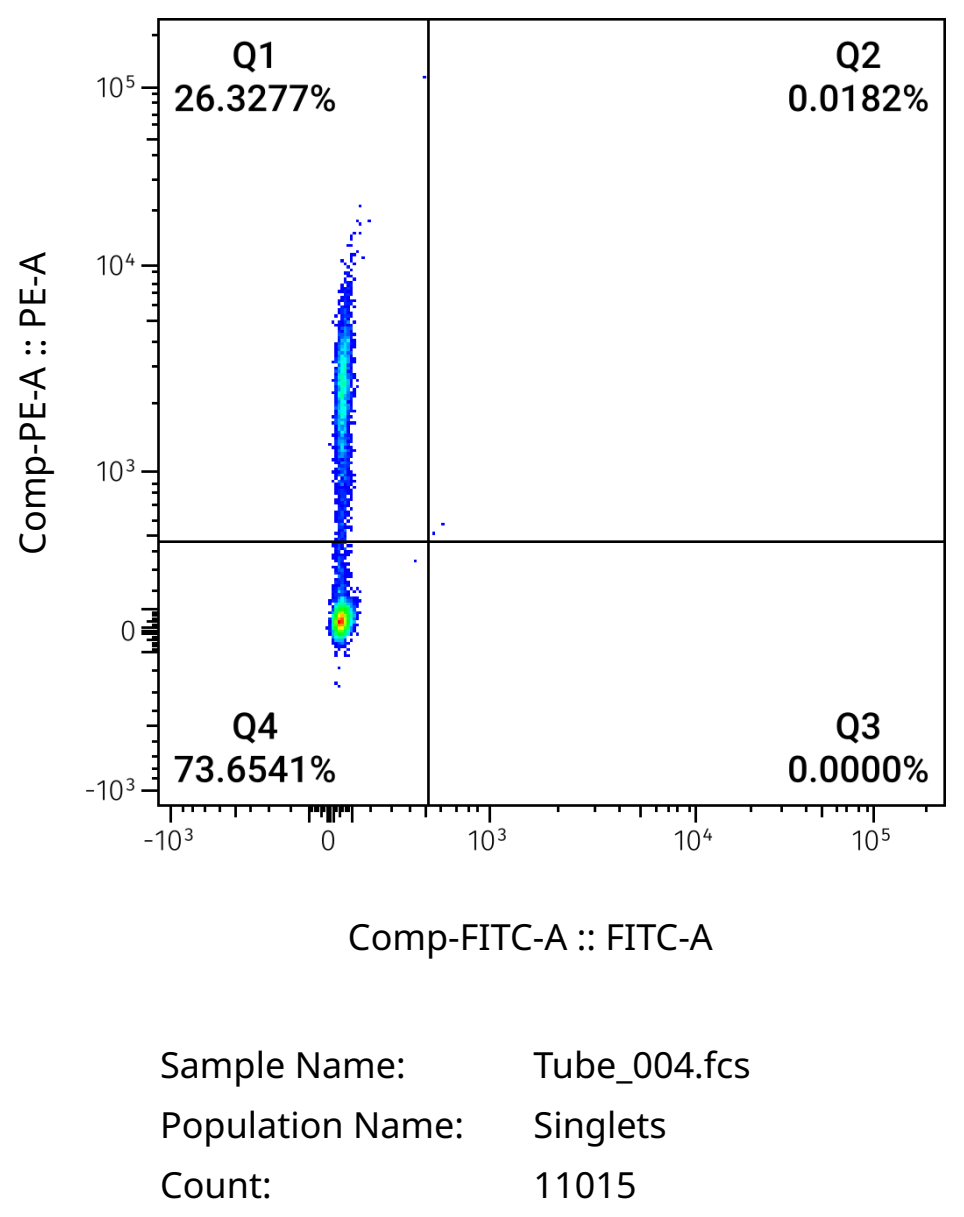 Q1
26.3277%
Q2
0.0182%
10⁵
10⁴
10³
0
-10³
Comp-PE-A :: PE-A
Q4
73.6541%
Q3
0.0000%
-10³
0
10³
10⁴
10⁵
Comp-FITC-A :: FITC-A
Sample Name: Tube_004.fcs
Population Name: Singlets
Count: 11015